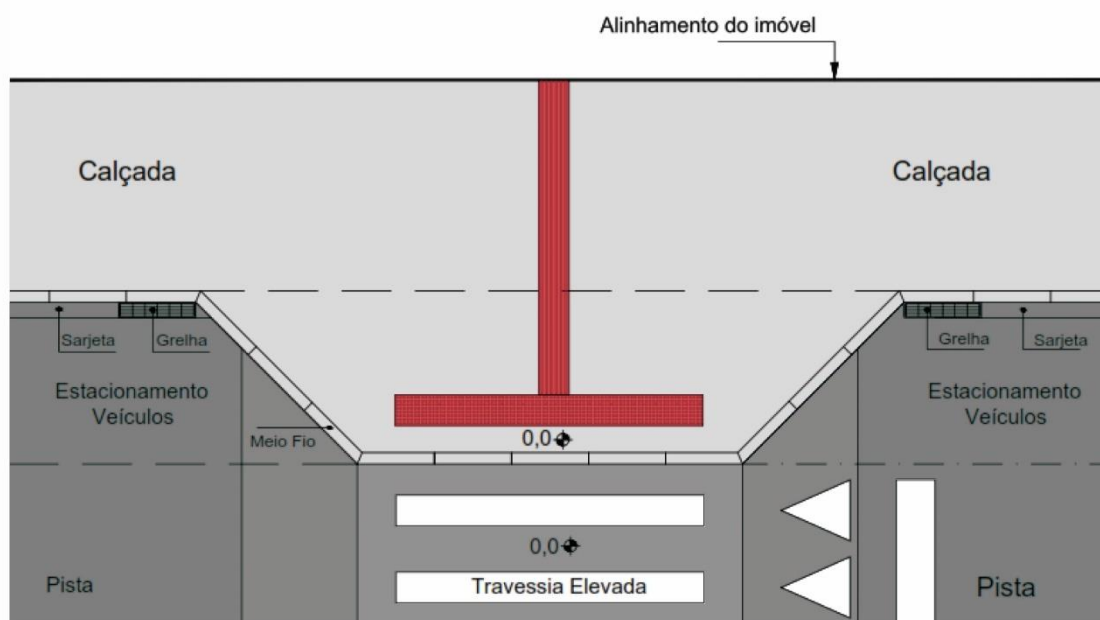 Alinhamento do imóvel
Calçada
Calçada
Sarjeta
Grelha
Grelha
Sarjeta
Estacionamento
Veículos
Estacionamento
Veículos
Meio Fio
0,0
0,0
Pista
Travessia Elevada
Pista